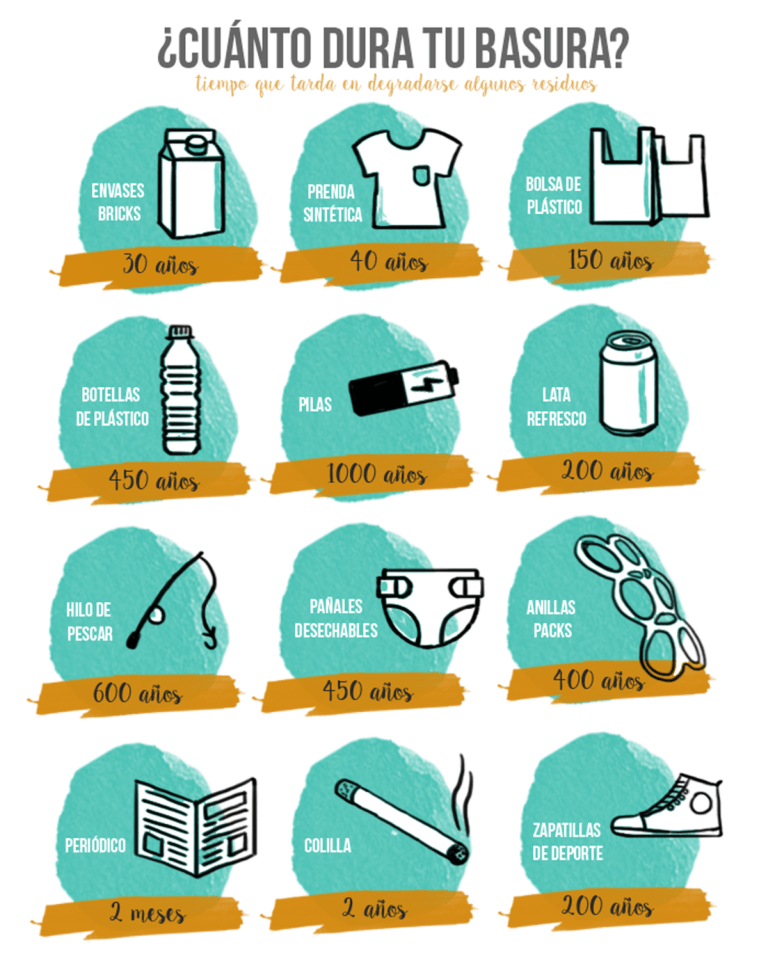 ¿CUÁNTO DURA TU BASURA?
tiempo que tarda en degradarse algunos residuos
ENVASES
BRICKS
30 años
PRENDA
SINTÉTICA
40 años
BOLSA DE
PLÁSTICO
150 años
BOTELLAS
DE PLÁSTICO
450 años
PILAS
1000 años
LATA
REFRESCO
200 años
HILO DE
PESCAR
600 años
PAÑALES
DESECHABLES
450 años
ANILLAS
PACKS
400 años
PERIÓDICO
2 meses
COLILLA
2 años
ZAPATILLAS
DE DEPORTE
200 años